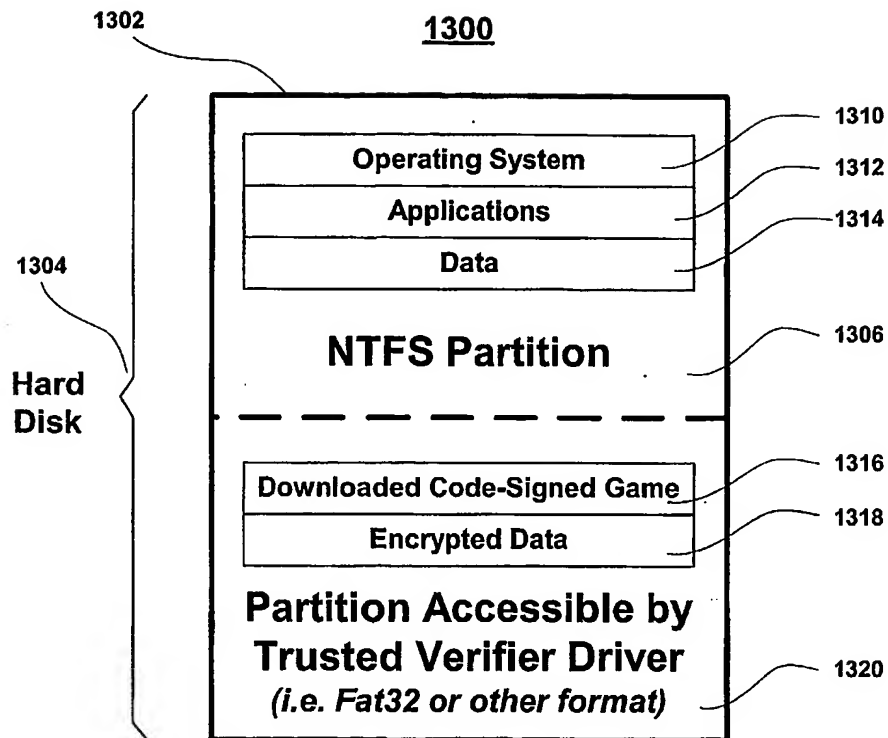 1302
1300
1310
Operating System
1312
Applications
1314
Data
1304
1306
NTFS Partition
Hard
Disk
1316
Downloaded Code-Signed Game
1318
Encrypted Data
Partition Accessible by
Trusted Verifier Driver
1320
(i.e. Fat32 or other format)